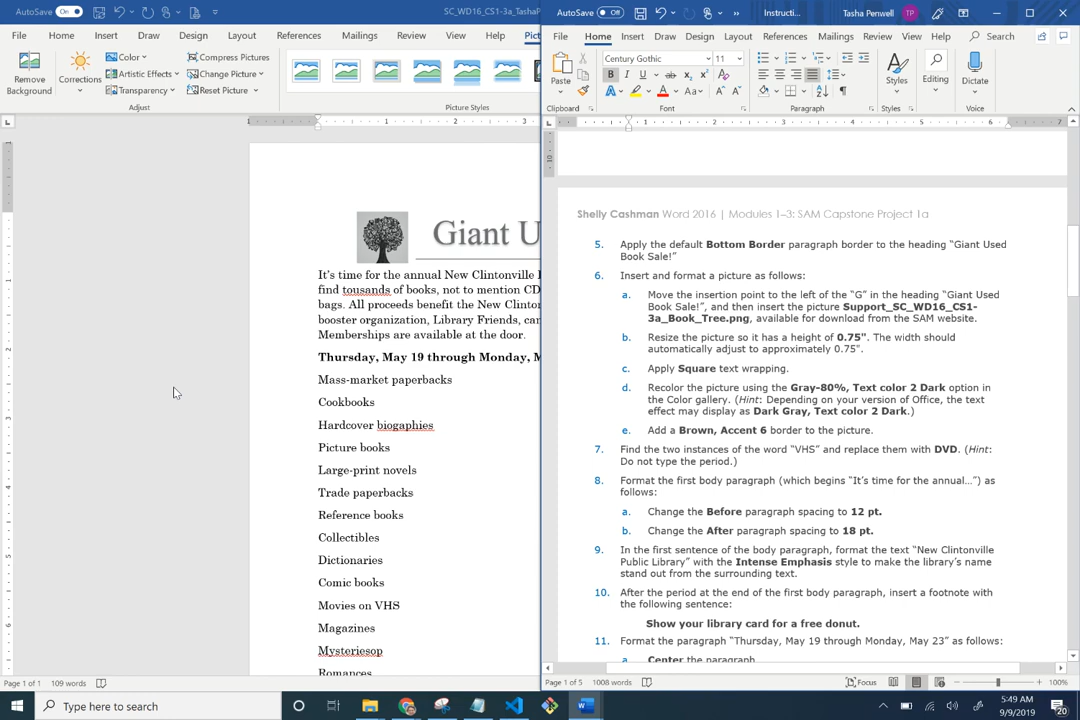 AutoSave On SC_WD16_CS1-3a_Tasha
File Home Insert Draw Design Layout References Mailings Review View Help
Remove Background
Corrections
Color
Artistic Effects
Transparency
Compress Pictures
Change Picture
Reset Picture
Adjust
Picture Styles
1 1 2 3
Giant U
It's time for the annual New Clintonville
find tousands of books, not to mention CD
bags. All proceeds benefit the New Clinton
booster organization, Library Friends, can
Memberships are available at the door.
Thursday, May 19 through Monday, M
Mass-market paperbacks
Cookbooks
Hardcover biogaphies
Picture books
Large-print novels
Trade paperbacks
Reference books
Collectibles
Dictionaries
Comic books
Movies on VHS
Magazines
Mysteriesop
Romances
Page 1 of 1 109 words
AutoSave Off Instructi... Tasha Penwell TP
File Home Insert Draw Design Layout References Mailings Review View Help Search
Paste
Century Gothic 11
B I U ab x₂ x²
Styles
Editing
Dictate
Clipboard Font Paragraph Styles Voice
1 2 3 4 5 6 7
Shelly Cashman Word 2016 | Modules 1–3: SAM Capstone Project 1a
5. Apply the default Bottom Border paragraph border to the heading "Giant Used
Book Sale!"
6. Insert and format a picture as follows:
a. Move the insertion point to the left of the "G" in the heading "Giant Used
Book Sale!", and then insert the picture Support_SC_WD16_CS1-
3a_Book_Tree.png, available for download from the SAM website.
b. Resize the picture so it has a height of 0.75". The width should
automatically adjust to approximately 0.75".
c. Apply Square text wrapping.
d. Recolor the picture using the Gray-80%, Text color 2 Dark option in
the Color gallery. (Hint: Depending on your version of Office, the text
effect may display as Dark Gray, Text color 2 Dark.)
e. Add a Brown, Accent 6 border to the picture.
7. Find the two instances of the word "VHS" and replace them with DVD. (Hint:
Do not type the period.)
8. Format the first body paragraph (which begins "It's time for the annual...") as
follows:
a. Change the Before paragraph spacing to 12 pt.
b. Change the After paragraph spacing to 18 pt.
9. In the first sentence of the body paragraph, format the text "New Clintonville
Public Library" with the Intense Emphasis style to make the library's name
stand out from the surrounding text.
10. After the period at the end of the first body paragraph, insert a footnote with
the following sentence:
Show your library card for a free donut.
11. Format the paragraph "Thursday, May 19 through Monday, May 23" as follows:
a. Center the paragraph
Page 1 of 5 1008 words Focus 100%
Type here to search
5:49 AM
9/9/2019
20